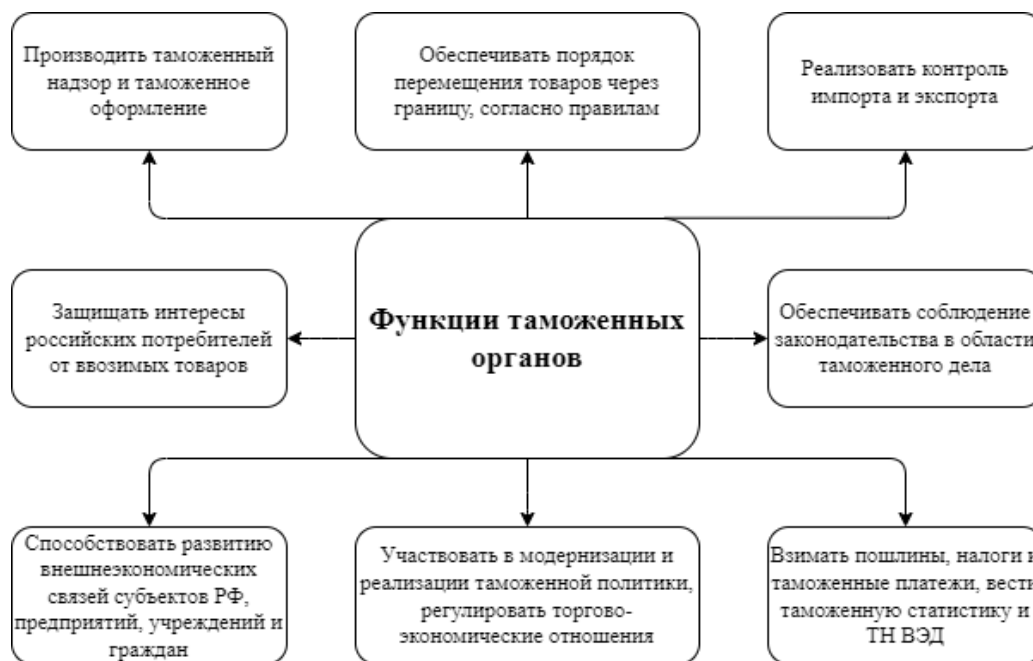 Производить таможенный
надзор и таможенное
оформление
Обеспечивать порядок
перемещения товаров через
границу, согласно правилам
Реализовать контроль
импорта и экспорта
Защищать интересы
российских потребителей
от ввозимых товаров
Функции таможенных
органов
Обеспечивать соблюдение
законодательства в области
таможенного дела
Способствовать развитию
внешнеэкономических
связей субъектов РФ,
предприятий, учреждений и
граждан
Участвовать в модернизации и
реализации таможенной политики,
регулировать торгово-
экономические отношения
Взимать пошлины, налоги и
таможенные платежи, вести
таможенную статистику и
ТН ВЭД